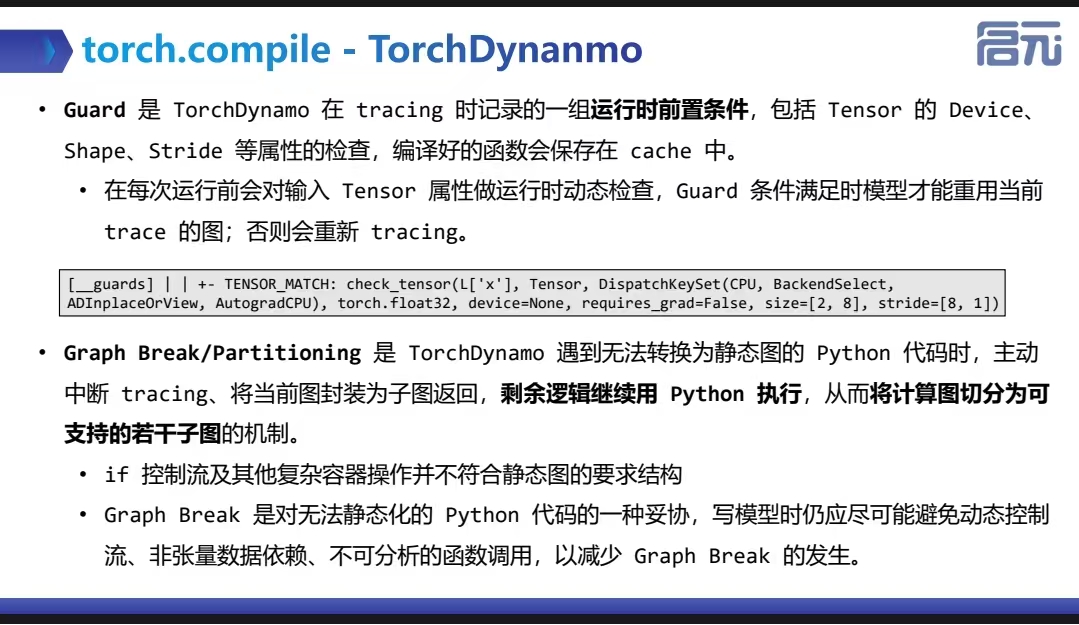 torch.compile - TorchDynanmo
启元
• Guard 是 TorchDynamo 在 tracing 时记录的一组运行时前置条件，包括 Tensor 的 Device、
Shape、Stride 等属性的检查，编译好的函数会保存在 cache 中。
• 在每次运行前会对输入 Tensor 属性做运行时动态检查，Guard 条件满足时模型才能重用当前
trace 的图；否则会重新 tracing。
[__guards] | | +- TENSOR_MATCH: check_tensor(L['x'], Tensor, DispatchKeySet(CPU, BackendSelect,
ADInplaceOrView, AutogradCPU), torch.float32, device=None, requires_grad=False, size=[2, 8], stride=[8, 1])
• Graph Break/Partitioning 是 TorchDynamo 遇到无法转换为静态图的 Python 代码时，主动
中断 tracing、将当前图封装为子图返回，剩余逻辑继续用 Python 执行，从而将计算图切分为可
支持的若干子图的机制。
• if 控制流及其他复杂容器操作并不符合静态图的要求结构
• Graph Break 是对无法静态化的 Python 代码的一种妥协，写模型时仍应尽可能避免动态控制
流、非张量数据依赖、不可分析的函数调用，以减少 Graph Break 的发生。